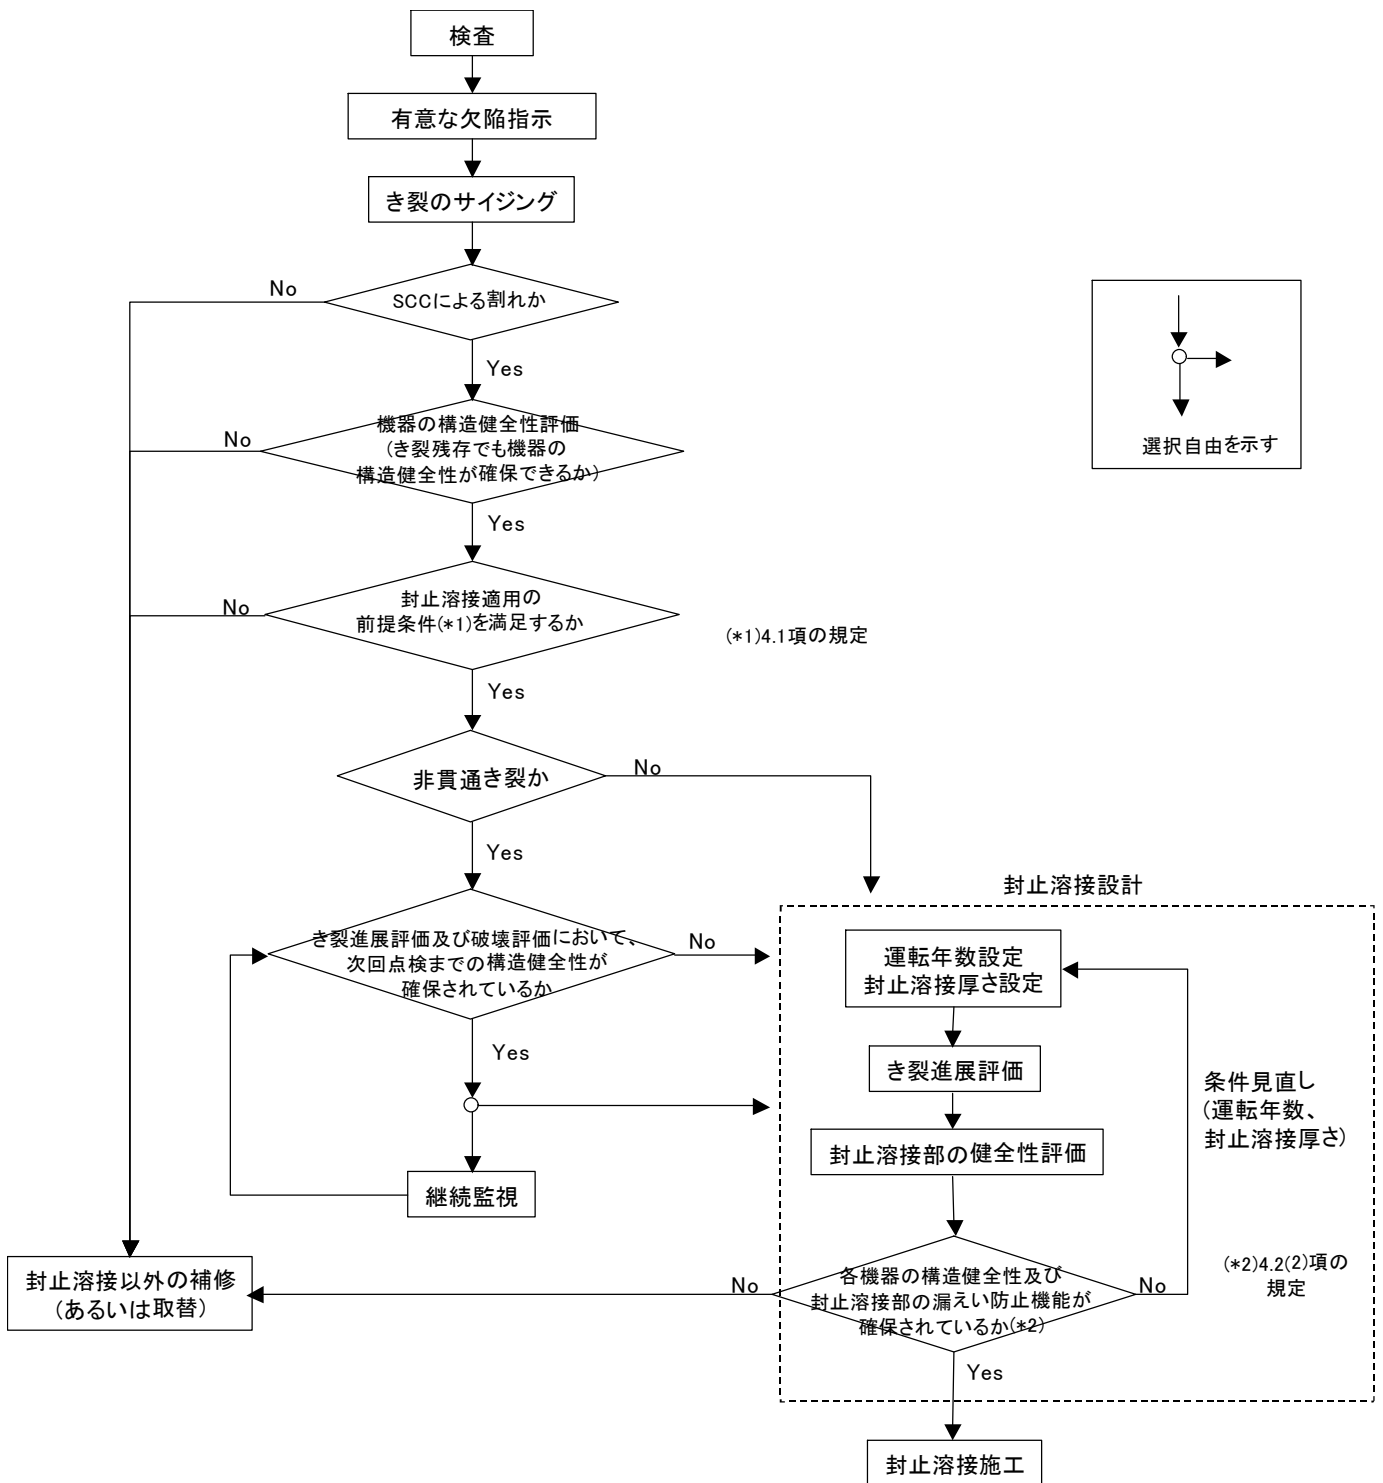 検査
有意な欠陥指示
き裂のサイジング
No
SCCによる割れか
Yes
選択自由を示す
No
機器の構造健全性評価
(き裂残存でも機器の
構造健全性が確保できるか)
Yes
No
封止溶接適用の
前提条件(*1)を満足するか
(*1)4.1項の規定
Yes
非貫通き裂か
No
Yes
封止溶接設計
き裂進展評価及び破壊評価において、
次回点検までの構造健全性が
確保されているか
No
Yes
運転年数設定
封止溶接厚さ設定
き裂進展評価
条件見直し
(運転年数、
封止溶接厚さ)
封止溶接部の健全性評価
継続監視
封止溶接以外の補修
(あるいは取替)
No
各機器の構造健全性及び
封止溶接部の漏えい防止機能が
確保されているか(*2)
No
(*2)4.2(2)項の
規定
Yes
封止溶接施工